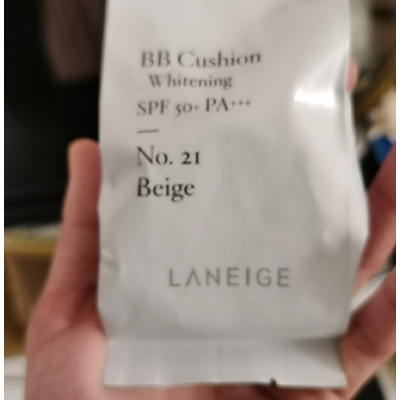 BB Cushion
Whitening
SPF 50+ PA+++
No. 21
Beige
LANEIGE